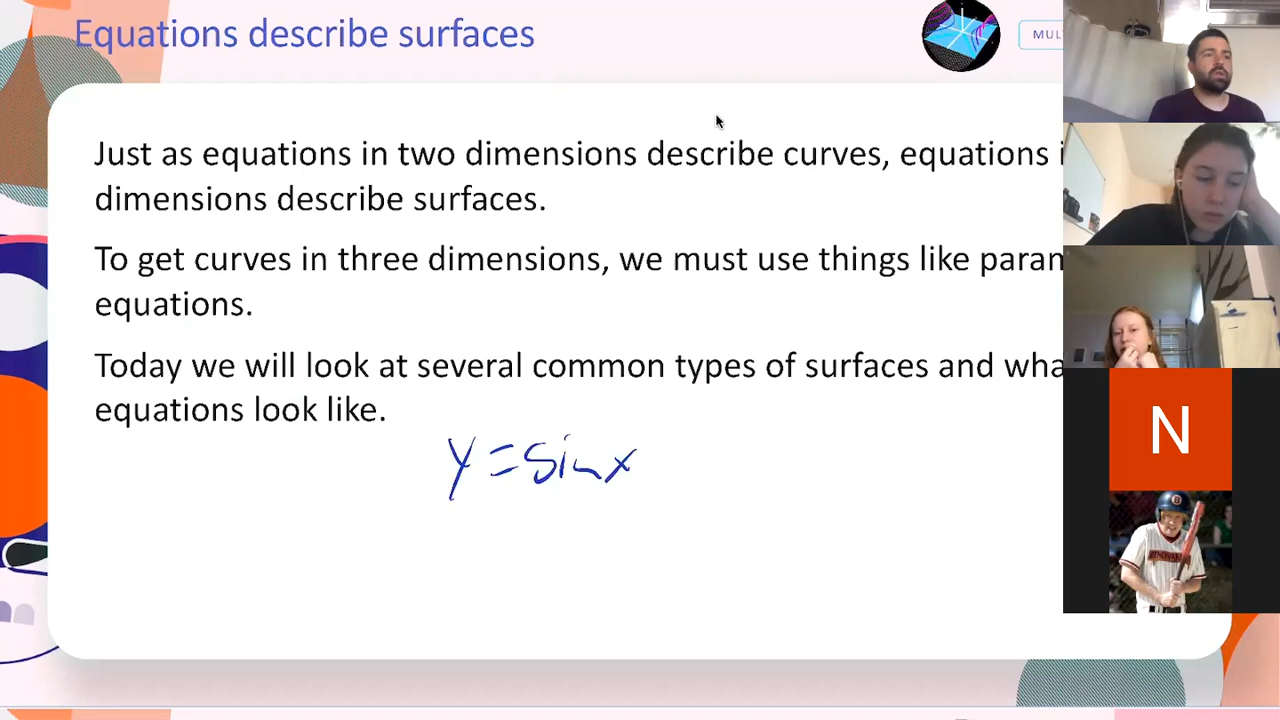 Equations describe surfaces
MUL
Just as equations in two dimensions describe curves, equations i
dimensions describe surfaces.
To get curves in three dimensions, we must use things like param
equations.
Today we will look at several common types of surfaces and wha
equations look like.
y = sin x
N